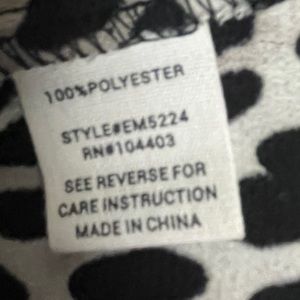 100%POLYESTER
STYLE#EM5224
RN#104403
SEE REVERSE FOR
CARE INSTRUCTION
MADE IN CHINA